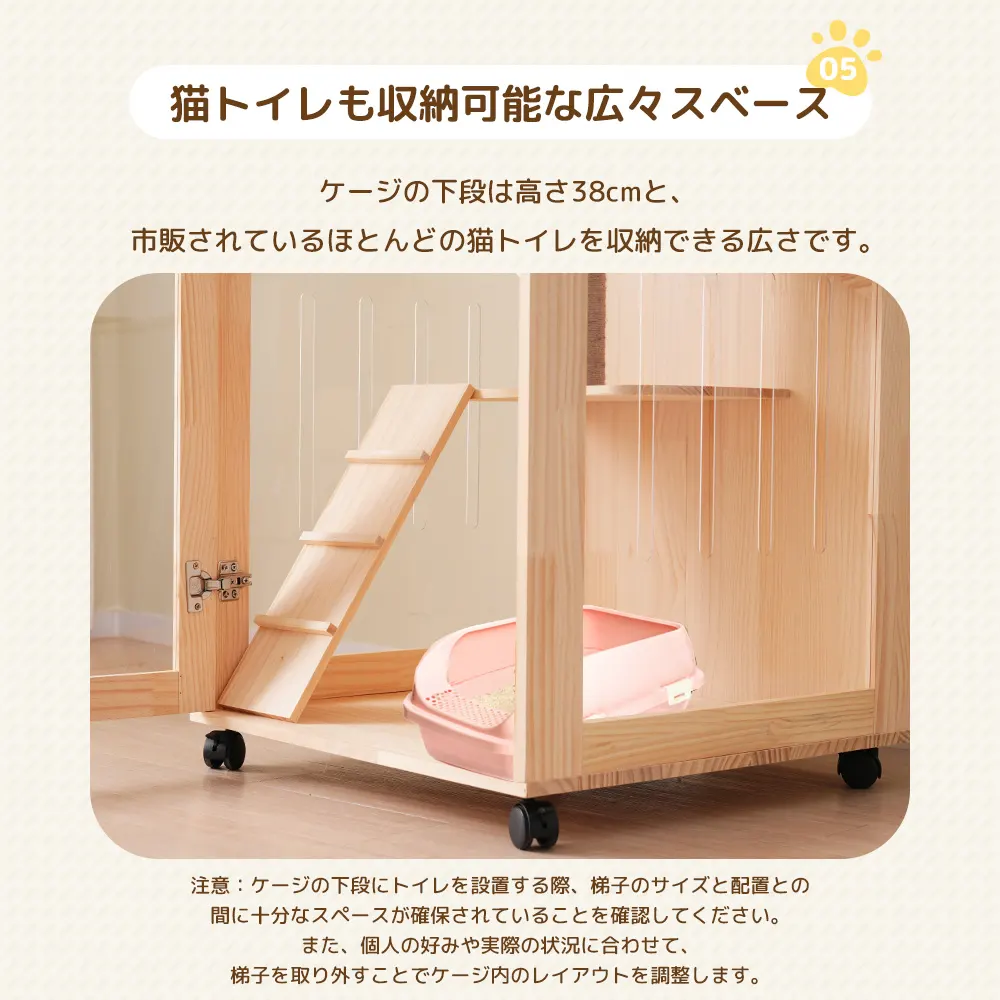 05
猫トイレも収納可能な広々スベース
ケージの下段は高さ38cmと、
市販されているほとんどの猫トイレを収納できる広さです。
注意：ケージの下段にトイレを設置する際、梯子のサイズと配置との
間に十分なスペースが確保されていることを確認してください。
また、個人の好みや実際の状況に合わせて、
梯子を取り外すことでケージ内のレイアウトを調整します。